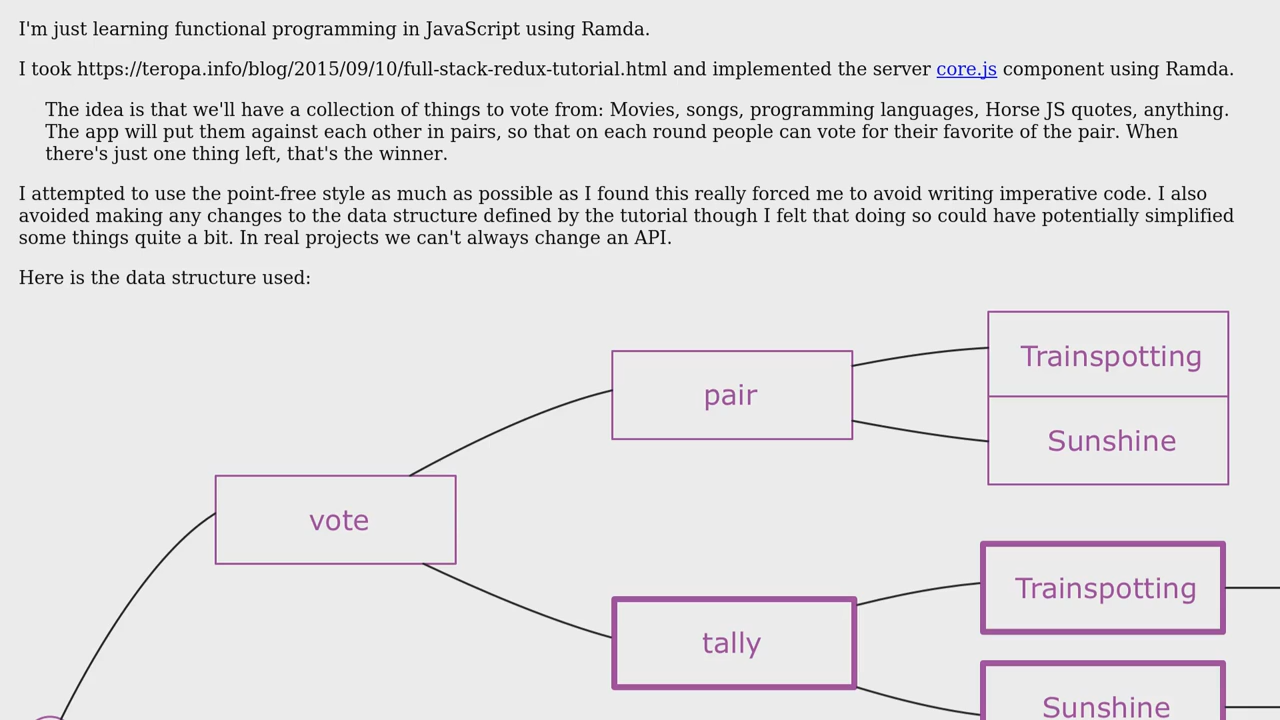 I'm just learning functional programming in JavaScript using Ramda.
I took https://teropa.info/blog/2015/09/10/full-stack-redux-tutorial.html and implemented the server core.js component using Ramda.
The idea is that we'll have a collection of things to vote from: Movies, songs, programming languages, Horse JS quotes, anything.
The app will put them against each other in pairs, so that on each round people can vote for their favorite of the pair. When
there's just one thing left, that's the winner.
I attempted to use the point-free style as much as possible as I found this really forced me to avoid writing imperative code. I also
avoided making any changes to the data structure defined by the tutorial though I felt that doing so could have potentially simplified
some things quite a bit. In real projects we can't always change an API.
Here is the data structure used:
Trainspotting
pair
Sunshine
vote
Trainspotting
tally
Sunshine